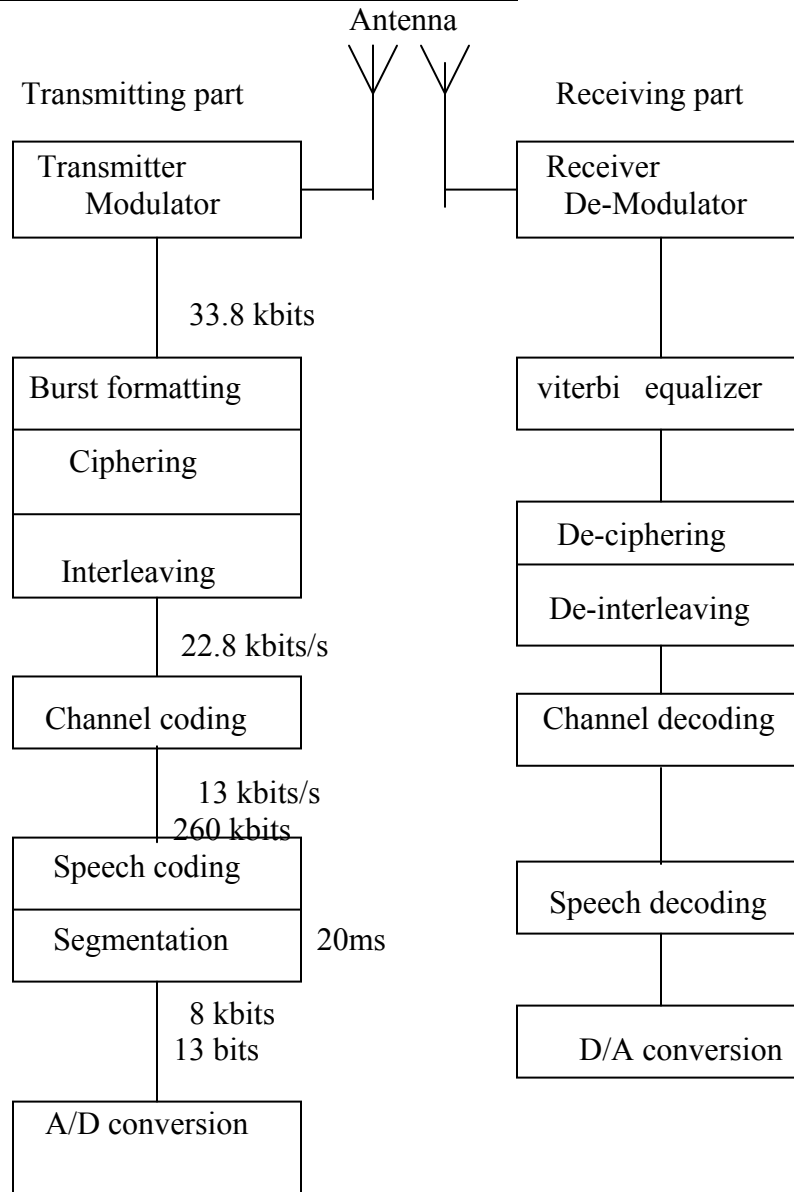 Antenna
Transmitting part
Receiving part
Transmitter
Modulator
Receiver
De-Modulator
33.8 kbits
Burst formatting
viterbi equalizer
Ciphering
De-ciphering
Interleaving
De-interleaving
22.8 kbits/s
Channel coding
Channel decoding
13 kbits/s
260 kbits
Speech coding
Speech decoding
Segmentation
20ms
8 kbits
13 bits
D/A conversion
A/D conversion